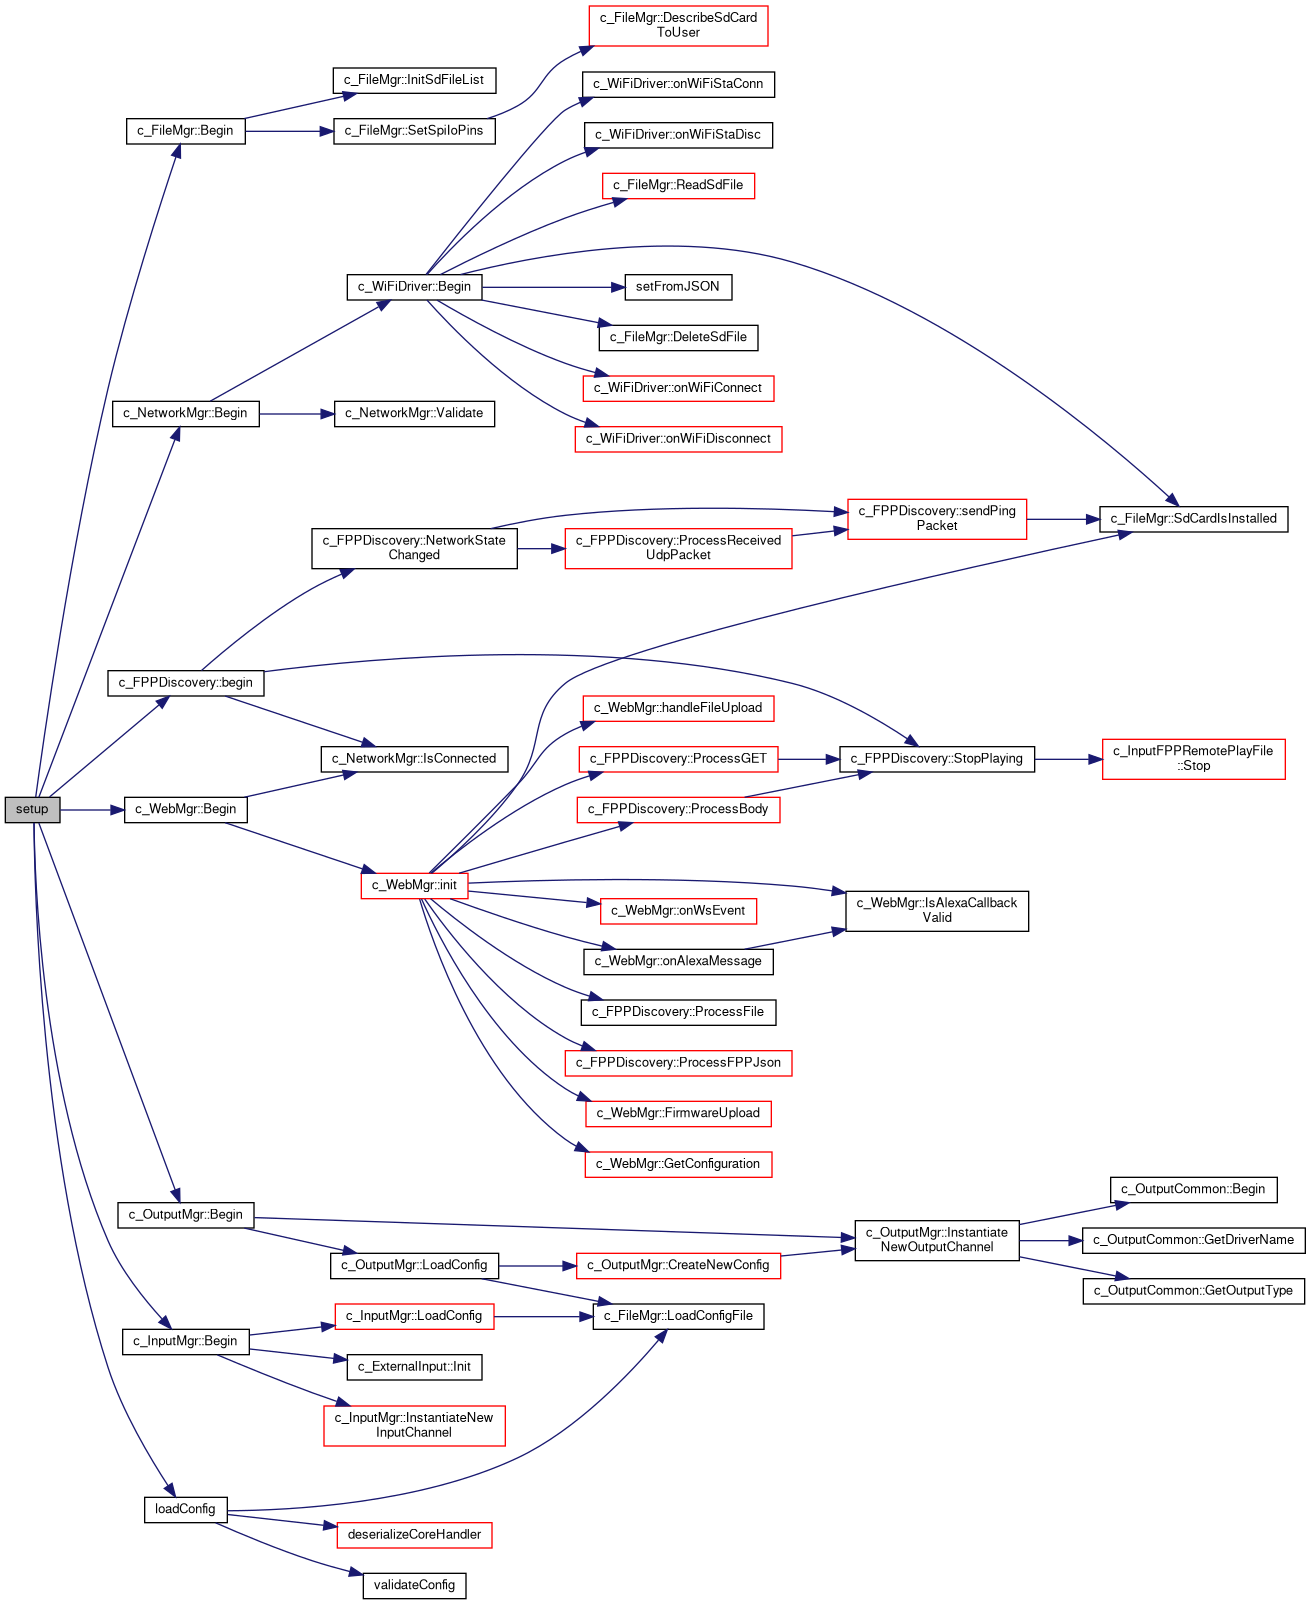 c_FileMgr::DescribeSdCard
ToUser
c_FileMgr::InitSdFileList
c_WiFiDriver::onWiFiStaConn
c_FileMgr::Begin
c_FileMgr::SetSpiIoPins
c_WiFiDriver::onWiFiStaDisc
c_FileMgr::ReadSdFile
c_WiFiDriver::Begin
setFromJSON
c_FileMgr::DeleteSdFile
c_WiFiDriver::onWiFiConnect
c_NetworkMgr::Begin
c_NetworkMgr::Validate
c_WiFiDriver::onWiFiDisconnect
c_FPPDiscovery::sendPing
Packet
c_FileMgr::SdCardIsInstalled
c_FPPDiscovery::NetworkState
Changed
c_FPPDiscovery::ProcessReceived
UdpPacket
c_FPPDiscovery::begin
c_WebMgr::handleFileUpload
c_NetworkMgr::IsConnected
c_FPPDiscovery::ProcessGET
c_FPPDiscovery::StopPlaying
c_InputFPPRemotePlayFile
::Stop
setup
c_WebMgr::Begin
c_FPPDiscovery::ProcessBody
c_WebMgr::init
c_WebMgr::onWsEvent
c_WebMgr::IsAlexaCallback
Valid
c_WebMgr::onAlexaMessage
c_FPPDiscovery::ProcessFile
c_FPPDiscovery::ProcessFPPJson
c_WebMgr::FirmwareUpload
c_WebMgr::GetConfiguration
c_OutputCommon::Begin
c_OutputMgr::Begin
c_OutputMgr::Instantiate
NewOutputChannel
c_OutputCommon::GetDriverName
c_OutputMgr::LoadConfig
c_OutputMgr::CreateNewConfig
c_OutputCommon::GetOutputType
c_InputMgr::LoadConfig
c_FileMgr::LoadConfigFile
c_InputMgr::Begin
c_ExternalInput::Init
c_InputMgr::InstantiateNew
InputChannel
loadConfig
deserializeCoreHandler
validateConfig